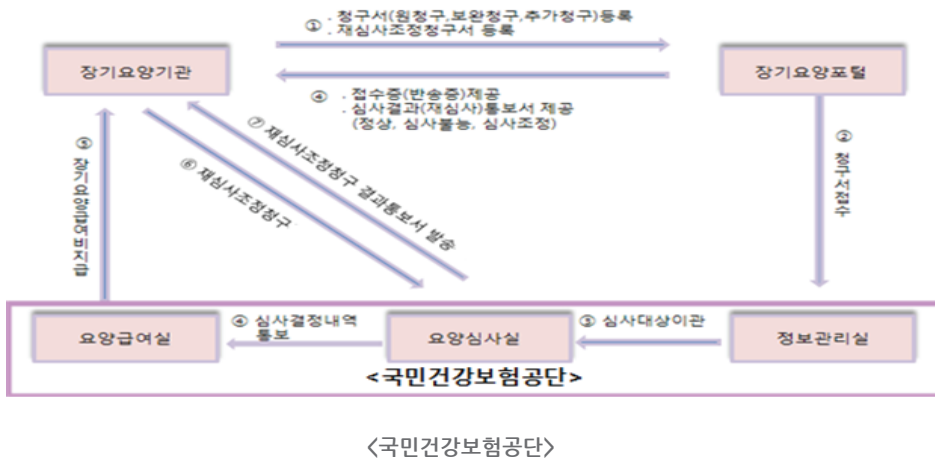 ① . 청구서(원청구,보완청구,추가청구)등록
. 재심사조정청구서 등록
장기요양기관
장기요양포털
④ . 접수증(반송증)제공
. 심사결과(재심사)통보서 제공
(정상, 심사불능, 심사조정)
⑤ 장기요양급여비지급
⑥ 재심사조정청구
⑦ 재심사조정청구 결과통보서 발송
② 청구서접수
요양급여실
④ 심사결정내역
통보
요양심사실
③ 심사대상이관
정보관리실
<국민건강보험공단>
<국민건강보험공단>